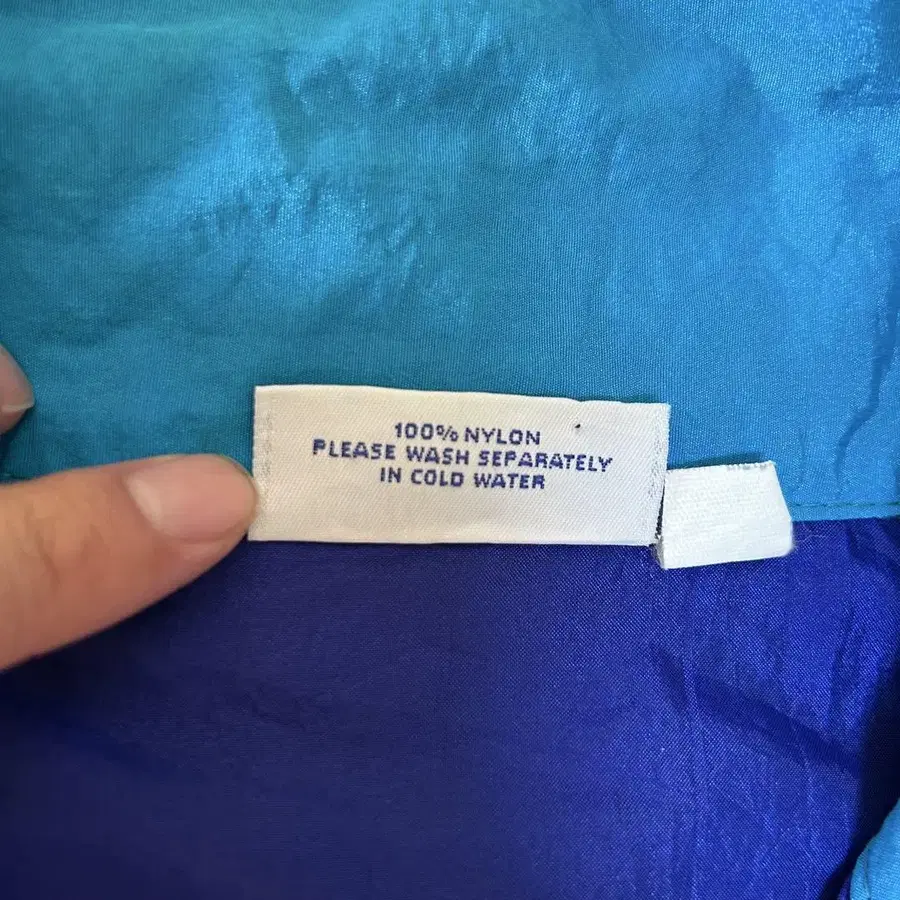 100% NYLON
PLEASE WASH SEPARATELY
IN COLD WATER